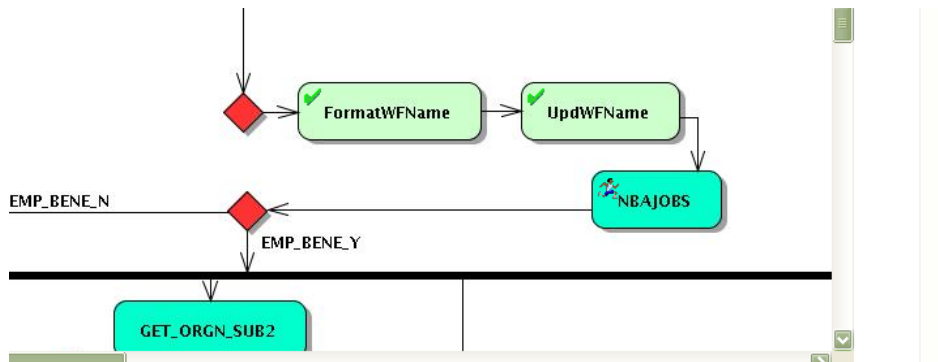 FormatWFName
UpdWFName
NBAJOBS
EMP_BENE_N
EMP_BENE_Y
GET_ORGN_SUB2